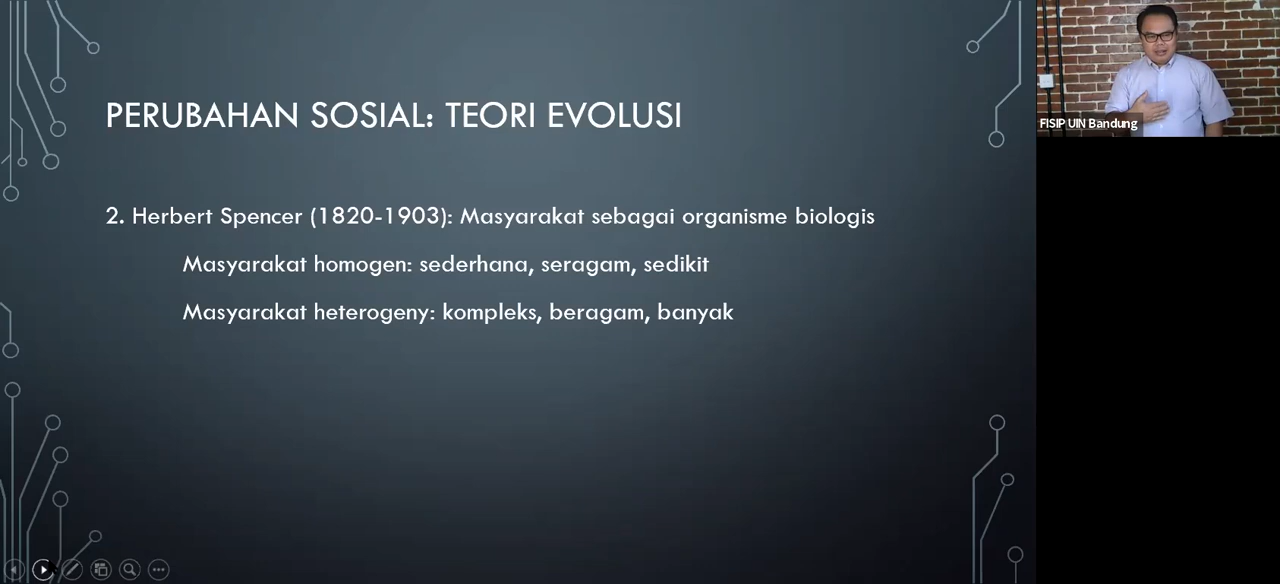 PERUBAHAN SOSIAL: TEORI EVOLUSI
2. Herbert Spencer (1820-1903): Masyarakat sebagai organisme biologis
Masyarakat homogen: sederhana, seragam, sedikit
Masyarakat heterogeny: kompleks, beragam, banyak
FISIP UIN Bandung